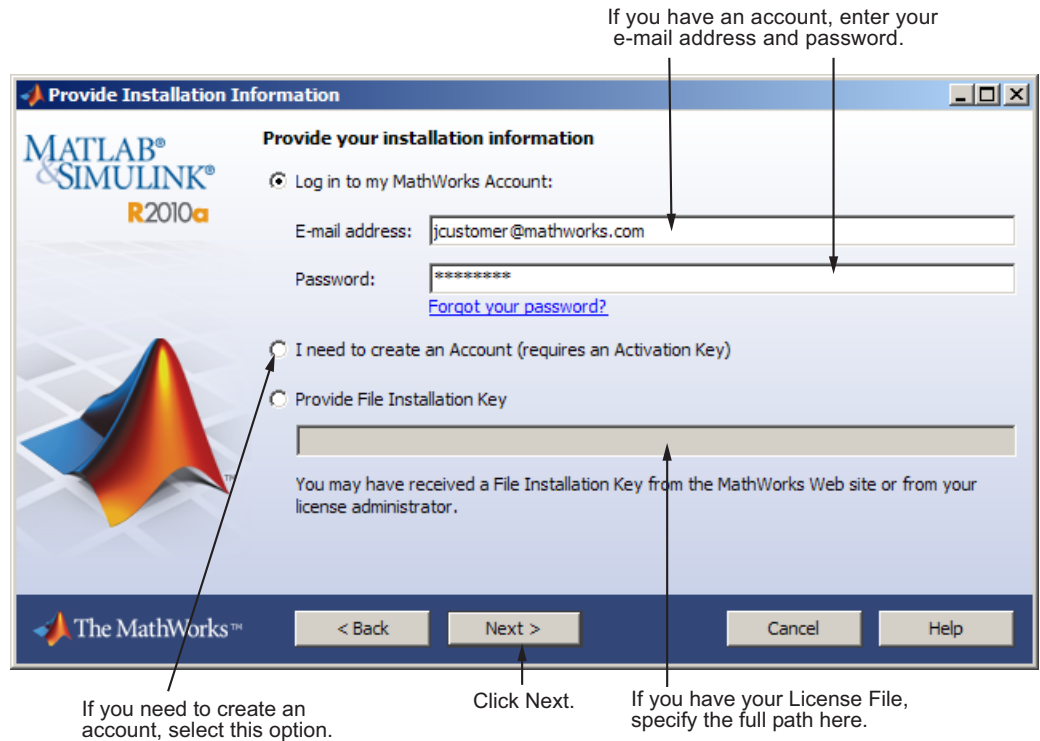 If you have an account, enter your
e-mail address and password.
Provide Installation Information
MATLAB®
&SIMULINK®
R2010a
Provide your installation information
Log in to my MathWorks Account:
E-mail address: jcustomer@mathworks.com
Password: ********
Forgot your password?
I need to create an Account (requires an Activation Key)
Provide File Installation Key
You may have received a File Installation Key from the MathWorks Web site or from your
license administrator.
TM
The MathWorks™
< Back
Next >
Cancel
Help
If you need to create an
account, select this option.
Click Next.
If you have your License File,
specify the full path here.